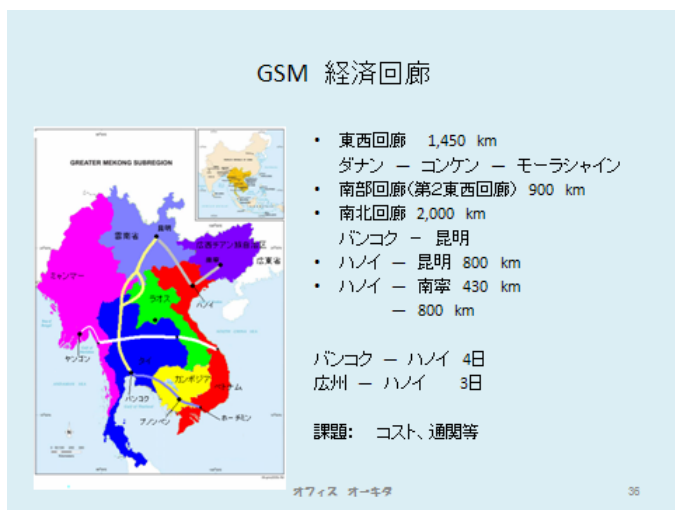 GSM 経済回廊
GREATER MEKONG SUBREGION
雲南省
昆明
広西チアン族自治区
南寧
広東省
ミャンマー
ラオス
ハノイ
タイ
ヤンゴン
カンボジア
ベトナム
バンコク
プノンペン
ホーチミン
• 東西回廊 1,450 km
ダナン － コンケン － モーラシャイン
• 南部回廊(第2東西回廊) 900 km
• 南北回廊 2,000 km
バンコク － 昆明
• ハノイ － 昆明 800 km
• ハノイ － 南寧 430 km
－ 800 km
バンコク － ハノイ 4日
広州 － ハノイ 3日
課題: コスト、通関等
オフィス オーキタ
36